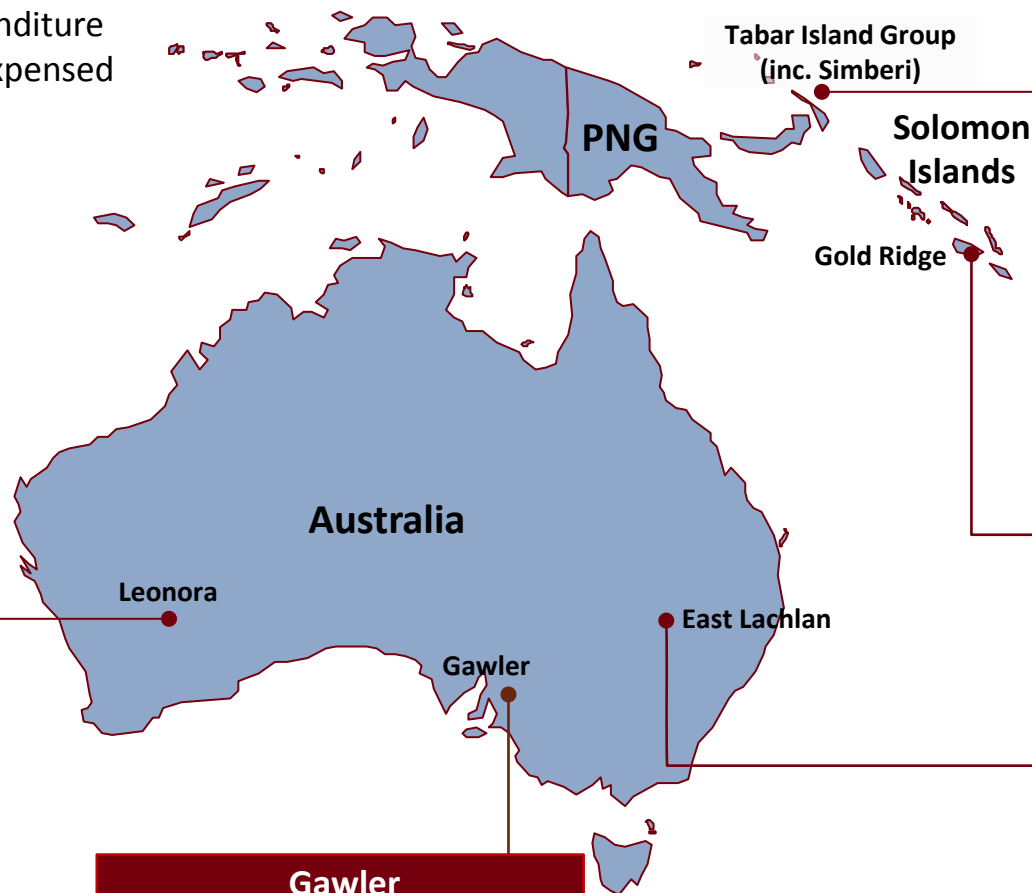 nditure
xpensed
Tabar Island Group
(inc. Simberi)
PNG
Solomon
Islands
Gold Ridge
Australia
Leonora
East Lachlan
Gawler
Gawler